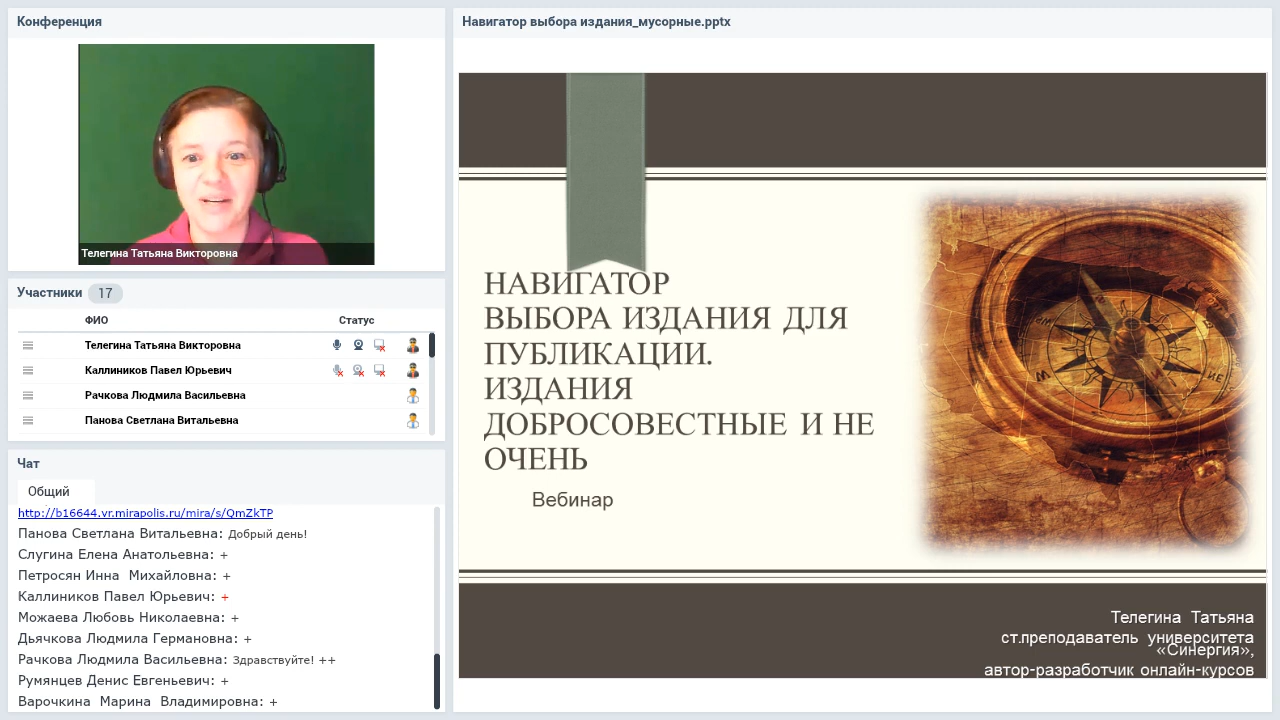 Конференция
Телегина Татьяна Викторовна
Участники 17
ФИО Статус
Телегина Татьяна Викторовна
Каллиников Павел Юрьевич
Рачкова Людмила Васильевна
Панова Светлана Витальевна
Чат
Общий
http://b16644.vr.mirapolis.ru/mira/s/QmZkTP
Панова Светлана Витальевна: Добрый день!
Слугина Елена Анатольевна: +
Петросян Инна Михайловна: +
Каллиников Павел Юрьевич: +
Можаева Любовь Николаевна: +
Дьячкова Людмила Германовна: +
Рачкова Людмила Васильевна: Здравствуйте! ++
Румянцев Денис Евгеньевич: +
Варочкина Марина Владимировна: +
Навигатор выбора издания_мусорные.pptx
НАВИГАТОР
ВЫБОРА ИЗДАНИЯ ДЛЯ
ПУБЛИКАЦИИ.
ИЗДАНИЯ
ДОБРОСОВЕСТНЫЕ И НЕ
ОЧЕНЬ
Вебинар
Телегина Татьяна
ст.преподаватель университета
«Синергия»,
автор-разработчик онлайн-курсов